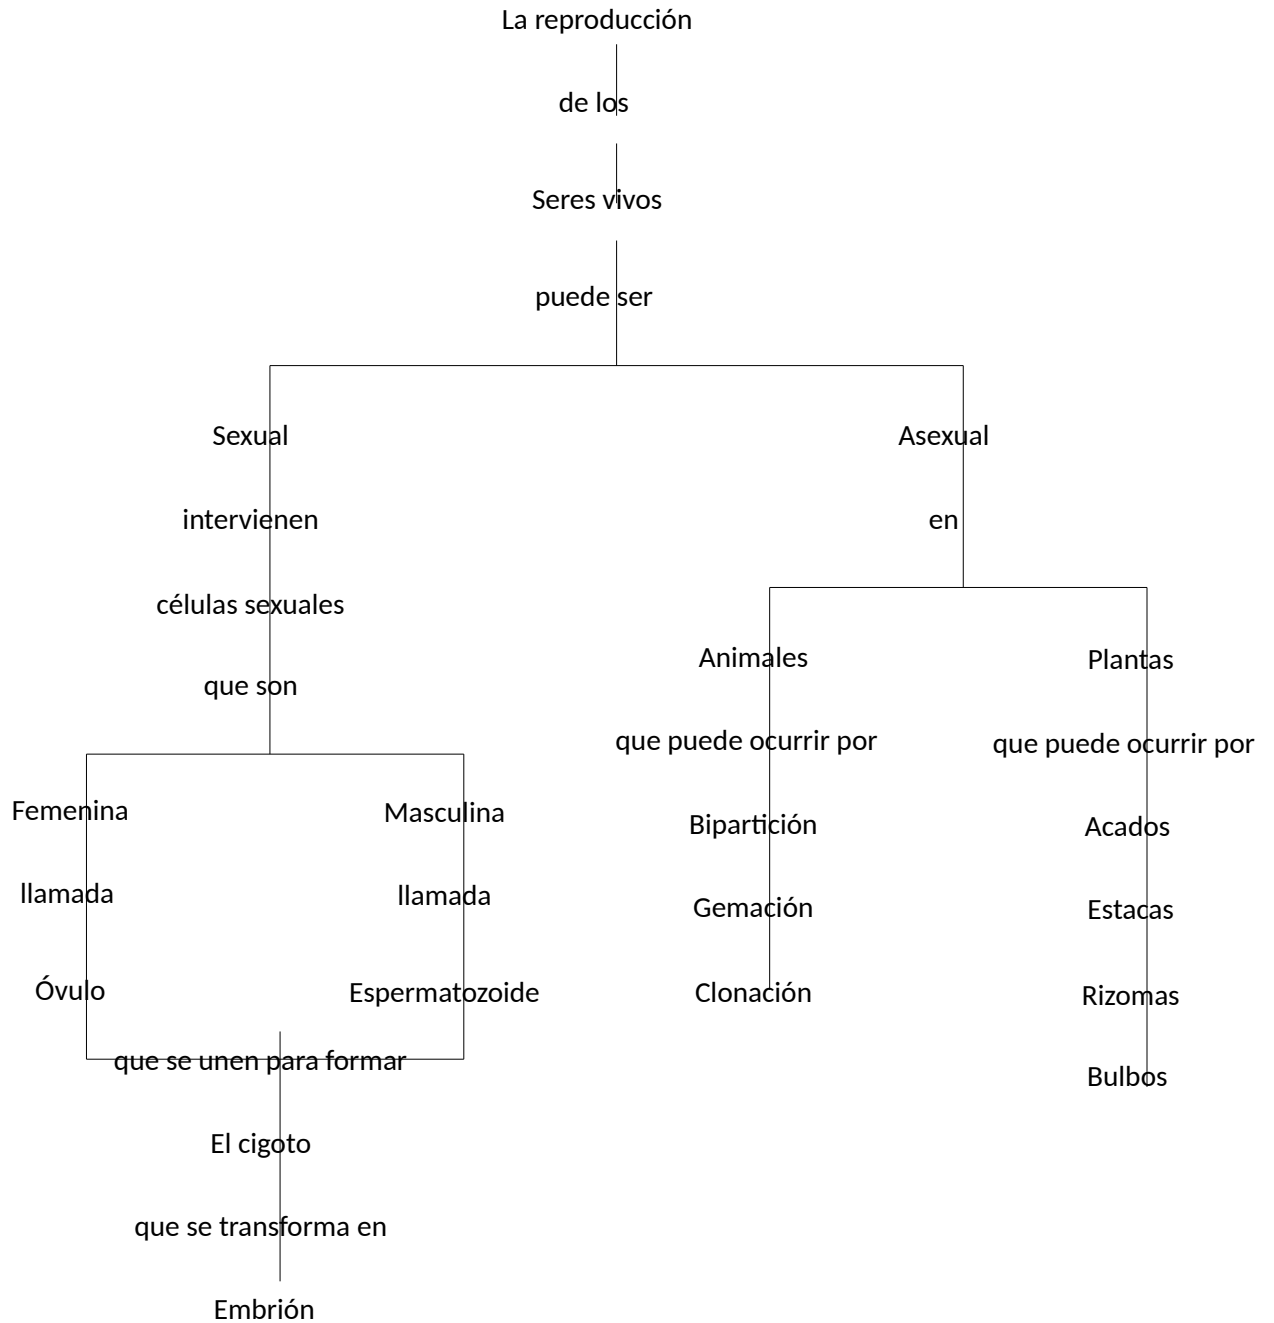 La reproducción
de los
Seres vivos
puede ser
Sexual
intervienen
células sexuales
que son
Femenina
llamada
Óvulo
Masculina
llamada
Espermatozoide
que se unen para formar
El cigoto
que se transforma en
Embrión
Asexual
en
Animales
que puede ocurrir por
Bipartición
Gemación
Clonación
Plantas
que puede ocurrir por
Acados
Estacas
Rizomas
Bulbos